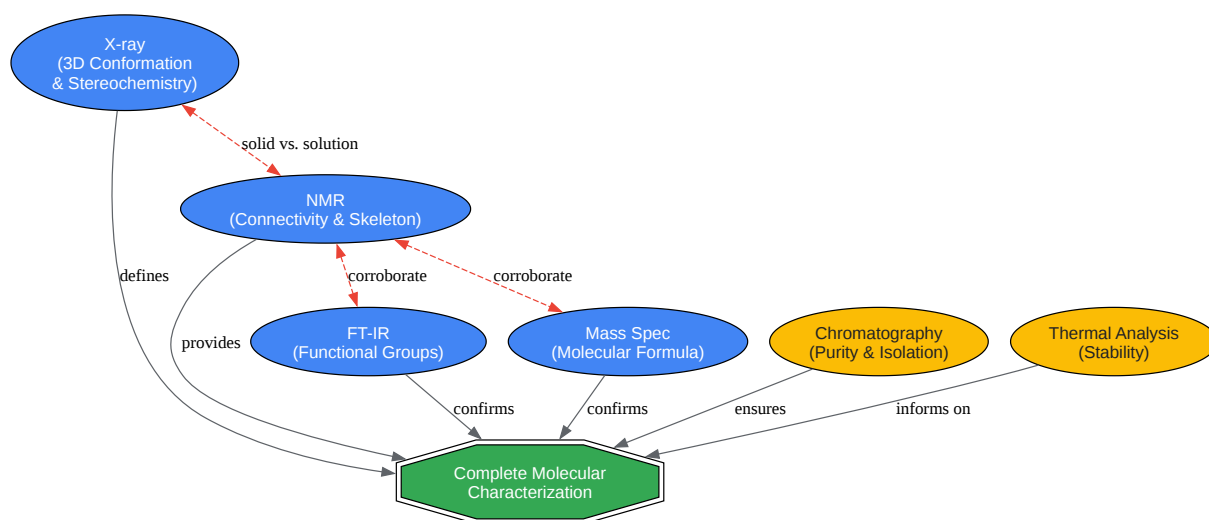 X-ray
(3D Conformation
& Stereochemistry)
solid vs. solution
NMR
(Connectivity & Skeleton)
defines
corroborate
corroborate
provides
FT-IR
(Functional Groups)
Mass Spec
(Molecular Formula)
Chromatography
(Purity & Isolation)
Thermal Analysis
(Stability)
confirms
confirms
ensures
informs on
Complete Molecular
Characterization